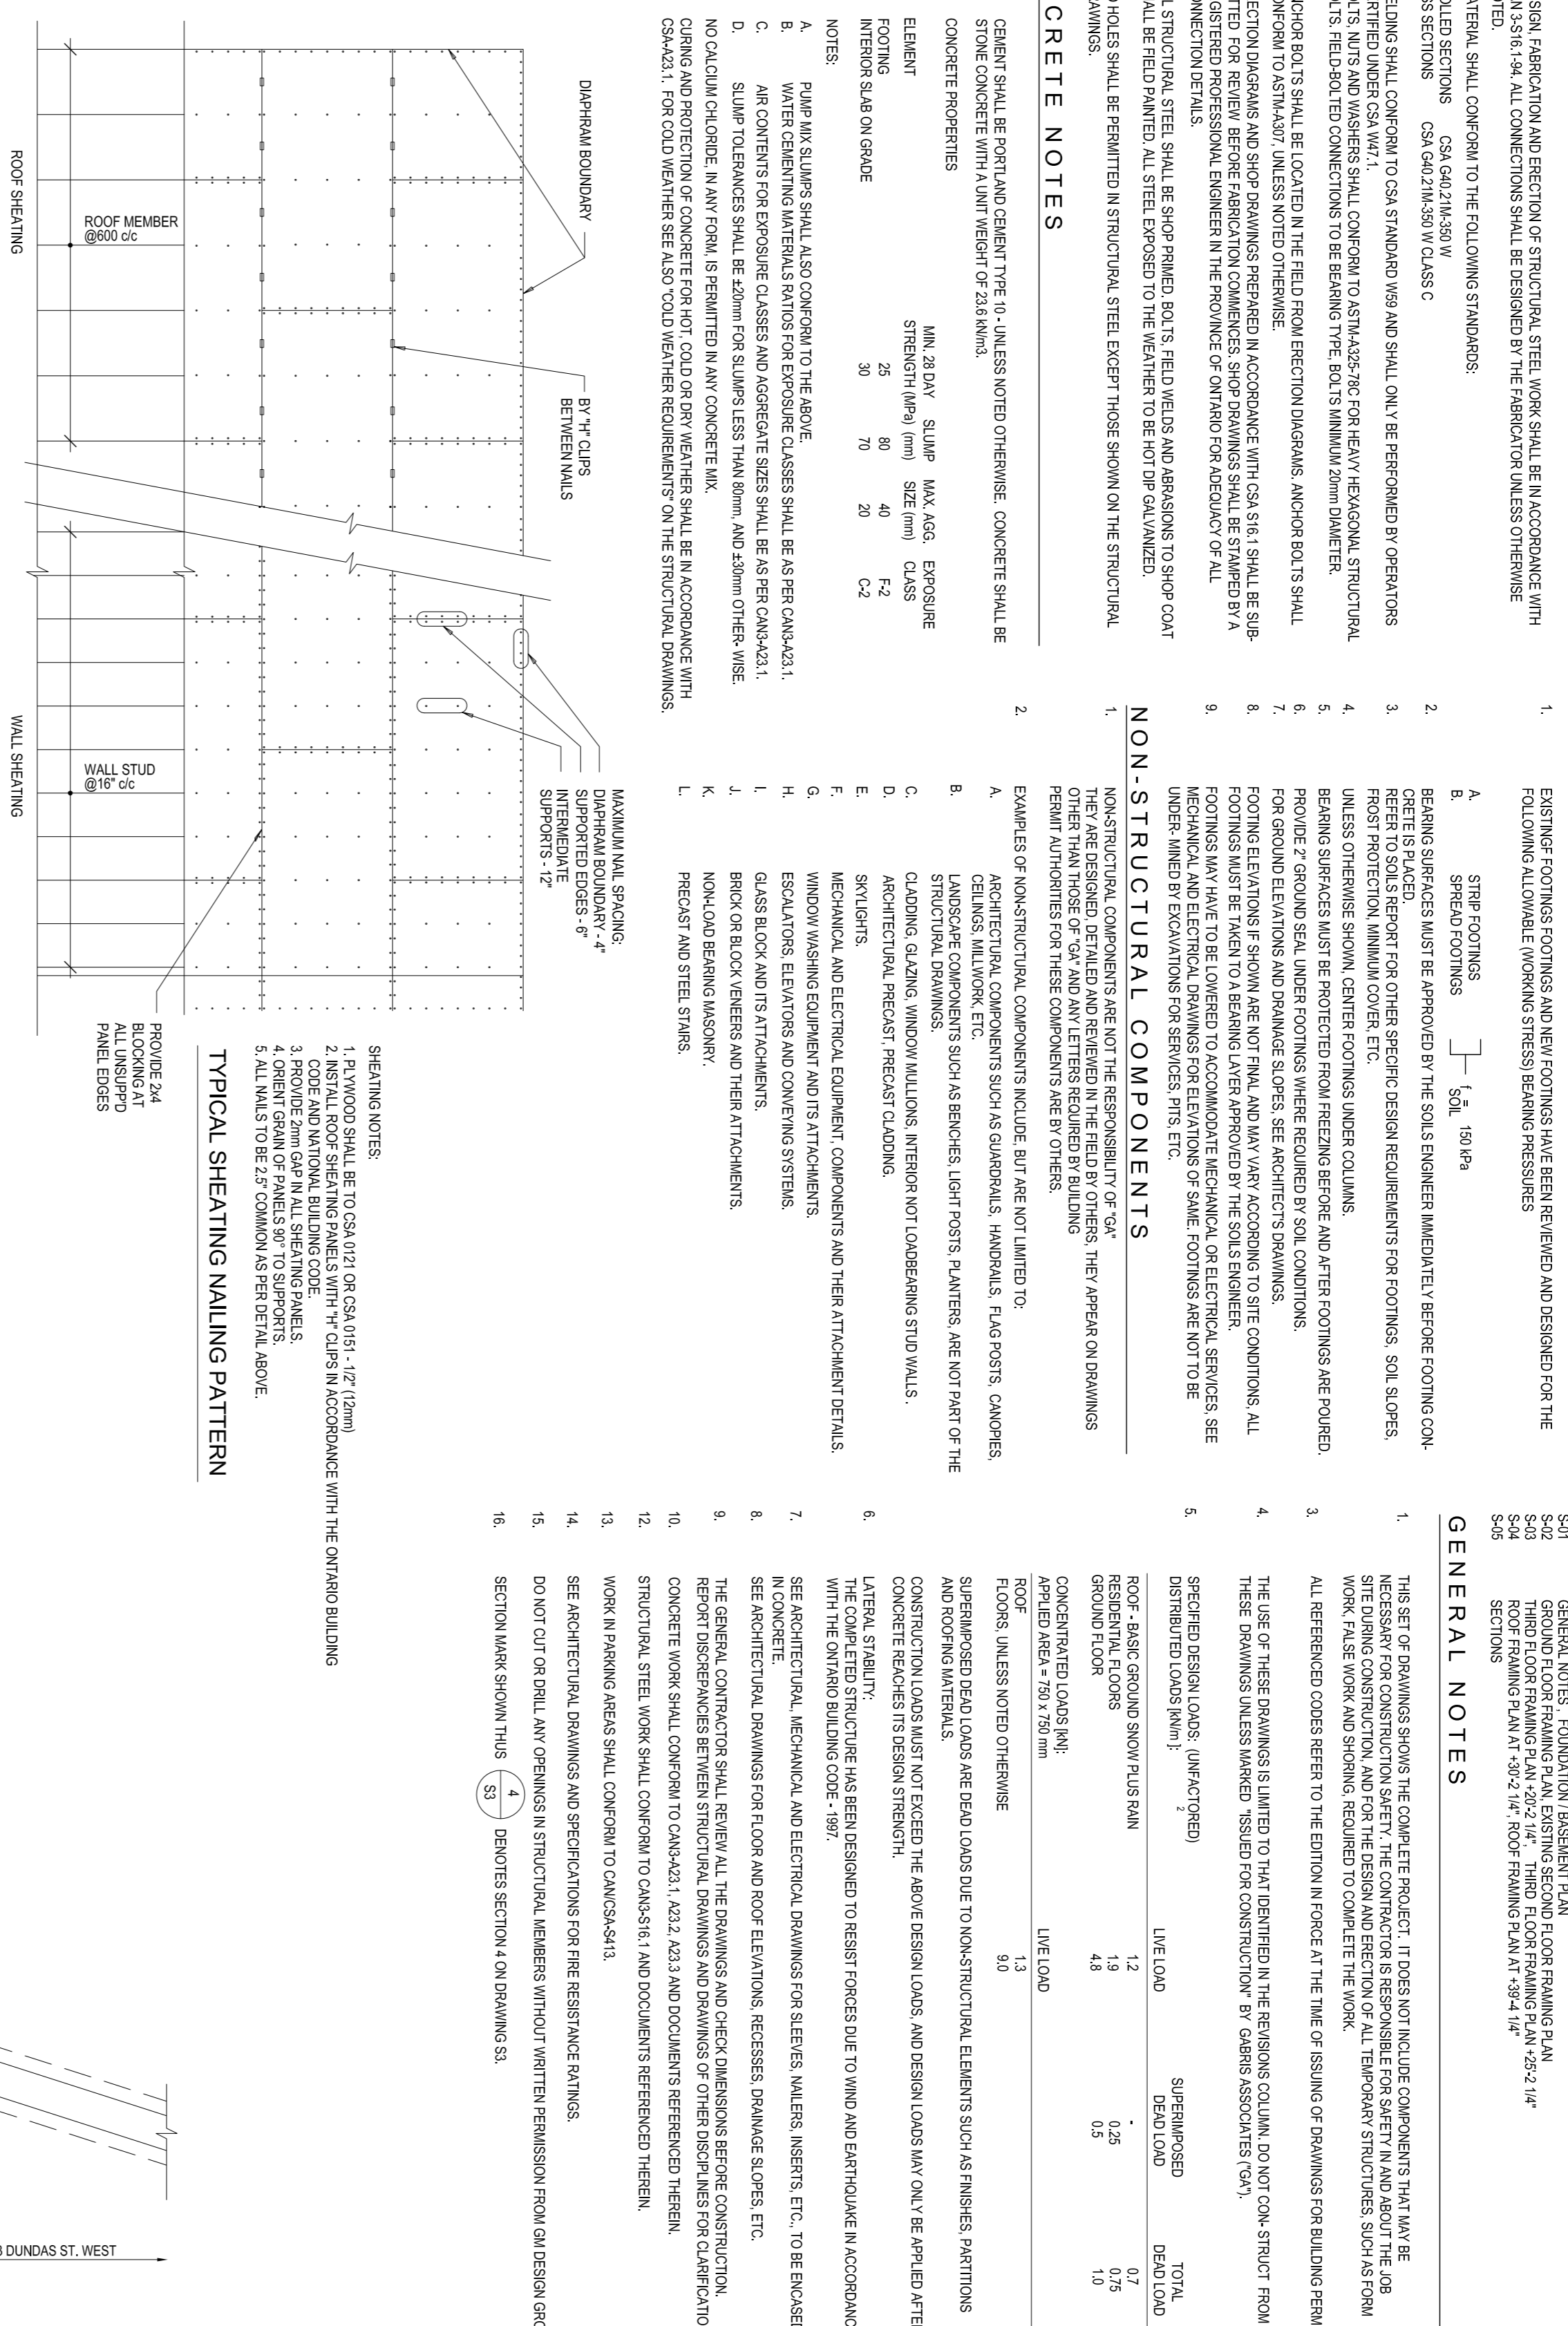 SIGN, FABRICATION AND ERECTION OF STRUCTURAL STEEL WORK SHALL BE IN ACCORDANCE WITH
AN 3-S16.1-94. ALL CONNECTIONS SHALL BE DESIGNED BY THE FABRICATOR UNLESS OTHERWISE
OTED.
ATERIAL SHALL CONFORM TO THE FOLLOWING STANDARDS:
OLLED SECTIONS CSA G40.21M-350 W
SS SECTIONS CSA G40.21M-350 W CLASS C
ELDING SHALL CONFORM TO CSA STANDARD W59 AND SHALL ONLY BE PERFORMED BY OPERATORS
ERTIFIED UNDER CSA W47.1.
OLTS, NUTS AND WASHERS SHALL CONFORM TO ASTM-A325-78C FOR HEAVY HEXAGONAL STRUCTURAL
OLTS. FIELD-BOLTED CONNECTIONS TO BE BEARING TYPE, BOLTS MINIMUM 20mm DIAMETER.
NCHOR BOLTS SHALL BE LOCATED IN THE FIELD FROM ERECTION DIAGRAMS. ANCHOR BOLTS SHALL
ONFORM TO ASTM-A307, UNLESS NOTED OTHERWISE.
ECTION DIAGRAMS AND SHOP DRAWINGS PREPARED IN ACCORDANCE WITH CSA S16.1 SHALL BE SUB-
TTED FOR REVIEW BEFORE FABRICATION COMMENCES. SHOP DRAWINGS SHALL BE STAMPED BY A
GISTERED PROFESSIONAL ENGINEER IN THE PROVINCE OF ONTARIO FOR ADEQUACY OF ALL
ONNECTION DETAILS.
L STRUCTURAL STEEL SHALL BE SHOP PRIMED, BOLTS, FIELD WELDS AND ABRASIONS TO SHOP COAT
ALL BE FIELD PAINTED. ALL STEEL EXPOSED TO THE WEATHER TO BE HOT DIP GALVANIZED.
O HOLES SHALL BE PERMITTED IN STRUCTURAL STEEL EXCEPT THOSE SHOWN ON THE STRUCTURAL
RAWINGS.
CRETE NOTES
CEMENT SHALL BE PORTLAND CEMENT TYPE 10 - UNLESS NOTED OTHERWISE. CONCRETE SHALL BE
STONE CONCRETE WITH A UNIT WEIGHT OF 23.6 kN/m3.
CONCRETE PROPERTIES
ELEMENT MIN. 28 DAY SLUMP MAX. AGG. EXPOSURE
STRENGTH (MPa) (mm) SIZE (mm) CLASS
FOOTING 25 80 40 F-2
INTERIOR SLAB ON GRADE 30 70 20 C-2
NOTES:
A. PUMP MIX SLUMPS SHALL ALSO CONFORM TO THE ABOVE.
B. WATER CEMENTING MATERIALS RATIOS FOR EXPOSURE CLASSES SHALL BE AS PER CAN3-A23.1.
C. AIR CONTENTS FOR EXPOSURE CLASSES AND AGGREGATE SIZES SHALL BE AS PER CAN3-A23.1.
D. SLUMP TOLERANCES SHALL BE ±20mm FOR SLUMPS LESS THAN 80mm, AND ±30mm OTHER- WISE.
NO CALCIUM CHLORIDE, IN ANY FORM, IS PERMITTED IN ANY CONCRETE MIX.
CURING AND PROTECTION OF CONCRETE FOR HOT, COLD OR DRY WEATHER SHALL BE IN ACCORDANCE WITH
CSA-A23.1. FOR COLD WEATHER SEE ALSO "COLD WEATHER REQUIREMENTS" ON THE STRUCTURAL DRAWINGS.
DIAPHRAM BOUNDARY
BY "H" CLIPS
BETWEEN NAILS
ROOF MEMBER
@600 c/c
ROOF SHEATING
MAXIMUM NAIL SPACING:
DIAPHRAM BOUNDARY - 4"
SUPPORTED EDGES - 6"
INTERMEDIATE
SUPPORTS - 12"
WALL STUD
@16" c/c
WALL SHEATING
PROVIDE 2x4
BLOCKING AT
ALL UNSUPP'D
PANEL EDGES
1. EXISTINGF FOOTINGS FOOTINGS AND NEW FOOTINGS HAVE BEEN REVIEWED AND DESIGNED FOR THE
FOLLOWING ALLOWABLE (WORKING STRESS) BEARING PRESSURES
A. STRIP FOOTINGS
B. SPREAD FOOTINGS
f = 150 kPa
SOIL
2. BEARING SURFACES MUST BE APPROVED BY THE SOILS ENGINEER IMMEDIATELY BEFORE FOOTING CON-
CRETE IS PLACED.
3. REFER TO SOILS REPORT FOR OTHER SPECIFIC DESIGN REQUIREMENTS FOR FOOTINGS, SOIL SLOPES,
FROST PROTECTION, MINIMUM COVER, ETC.
4. UNLESS OTHERWISE SHOWN, CENTER FOOTINGS UNDER COLUMNS.
5. BEARING SURFACES MUST BE PROTECTED FROM FREEZING BEFORE AND AFTER FOOTINGS ARE POURED.
6. PROVIDE 2" GROUND SEAL UNDER FOOTINGS WHERE REQUIRED BY SOIL CONDITIONS.
7. FOR GROUND ELEVATIONS AND DRAINAGE SLOPES, SEE ARCHITECT'S DRAWINGS.
8. FOOTING ELEVATIONS IF SHOWN ARE NOT FINAL AND MAY VARY ACCORDING TO SITE CONDITIONS, ALL
FOOTINGS MUST BE TAKEN TO A BEARING LAYER APPROVED BY THE SOILS ENGINEER.
9. FOOTINGS MAY HAVE TO BE LOWERED TO ACCOMMODATE MECHANICAL OR ELECTRICAL SERVICES, SEE
MECHANICAL AND ELECTRICAL DRAWINGS FOR ELEVATIONS OF SAME. FOOTINGS ARE NOT TO BE
UNDER- MINED BY EXCAVATIONS FOR SERVICES, PITS, ETC.
NON-STRUCTURAL COMPONENTS
1. NON-STRUCTURAL COMPONENTS ARE NOT THE RESPONSIBILITY OF "GA"
THEY ARE DESIGNED, DETAILED AND REVIEWED IN THE FIELD BY OTHERS, THEY APPEAR ON DRAWINGS
OTHER THAN THOSE OF "GA" AND ANY LETTERS REQUIRED BY BUILDING
PERMIT AUTHORITIES FOR THESE COMPONENTS ARE BY OTHERS.
2. EXAMPLES OF NON-STRUCTURAL COMPONENTS INCLUDE, BUT ARE NOT LIMITED TO:
A. ARCHITECTURAL COMPONENTS SUCH AS GUARDRAILS, HANDRAILS, FLAG POSTS, CANOPIES,
CEILINGS, MILLWORK, ETC.
B. LANDSCAPE COMPONENTS SUCH AS BENCHES, LIGHT POSTS, PLANTERS, ARE NOT PART OF THE
STRUCTURAL DRAWINGS.
C. CLADDING, GLAZING, WINDOW MULLIONS, INTERIOR NOT LOADBEARING STUD WALLS .
D. ARCHITECTURAL PRECAST, PRECAST CLADDING.
E. SKYLIGHTS.
F. MECHANICAL AND ELECTRICAL EQUIPMENT, COMPONENTS AND THEIR ATTACHMENT DETAILS.
G. WINDOW WASHING EQUIPMENT AND ITS ATTACHMENTS.
H. ESCALATORS, ELEVATORS AND CONVEYING SYSTEMS.
I. GLASS BLOCK AND ITS ATTACHMENTS.
J. BRICK OR BLOCK VENEERS AND THEIR ATTACHMENTS.
K. NON-LOAD BEARING MASONRY.
L. PRECAST AND STEEL STAIRS.
SHEATING NOTES:
1. PLYWOOD SHALL BE TO CSA 0121 OR CSA 0151 - 1/2" (12mm)
2. INSTALL ROOF SHEATING PANELS WITH "H" CLIPS IN ACCORDANCE WITH THE ONTARIO BUILDING
CODE AND NATIONAL BUILDING CODE.
3. PROVIDE 2mm GAP IN ALL SHEATING PANELS.
4. ORIENT GRAIN OF PANELS 90° TO SUPPORTS.
5. ALL NAILS TO BE 2.5" COMMON AS PER DETAIL ABOVE.
TYPICAL SHEATING NAILING PATTERN
S-01 GENERAL NOTES , FOUNDATION / BASEMENT PLAN
S-02 GROUND FLOOR FRAMING PLAN, EXISTING SECOND FLOOR FRAMING PLAN
S-03 THIRD FLOOR FRAMING PLAN +20'-2 1/4", THIRD FLOOR FRAMING PLAN +25'-2 1/4"
S-04 ROOF FRAMING PLAN AT +30'-2 1/4", ROOF FRAMING PLAN AT +39'-4 1/4"
S-05 SECTIONS
GENERAL NOTES
1. THIS SET OF DRAWINGS SHOWS THE COMPLETE PROJECT. IT DOES NOT INCLUDE COMPONENTS THAT MAY BE
NECESSARY FOR CONSTRUCTION SAFETY. THE CONTRACTOR IS RESPONSIBLE FOR SAFETY IN AND ABOUT THE JOB
SITE DURING CONSTRUCTION, AND FOR THE DESIGN AND ERECTION OF ALL TEMPORARY STRUCTURES, SUCH AS FORM
WORK, FALSE WORK AND SHORING, REQUIRED TO COMPLETE THE WORK.
3. ALL REFERENCED CODES REFER TO THE EDITION IN FORCE AT THE TIME OF ISSUING OF DRAWINGS FOR BUILDING PERM
4. THE USE OF THESE DRAWINGS IS LIMITED TO THAT IDENTIFIED IN THE REVISIONS COLUMN. DO NOT CON- STRUCT FROM
THESE DRAWINGS UNLESS MARKED "ISSUED FOR CONSTRUCTION" BY GABRIS ASSOCIATES ("GA").
5. SPECIFIED DESIGN LOADS: (UNFACTORED)
DISTRIBUTED LOADS [kN/m 2 ]: LIVE LOAD SUPERIMPOSED DEAD LOAD TOTAL DEAD LOAD
ROOF - BASIC GROUND SNOW PLUS RAIN 1.2 - 0.7
RESIDENTIAL FLOORS 1.9 0.25 0.75
GROUND FLOOR 4.8 0.5 1.0
CONCENTRATED LOADS [kN]:
APPLIED AREA = 750 x 750 mm LIVE LOAD
ROOF 1.3
FLOORS, UNLESS NOTED OTHERWISE 9.0
SUPERIMPOSED DEAD LOADS ARE DEAD LOADS DUE TO NON-STRUCTURAL ELEMENTS SUCH AS FINISHES, PARTITIONS
AND ROOFING MATERIALS.
CONSTRUCTION LOADS MUST NOT EXCEED THE ABOVE DESIGN LOADS, AND DESIGN LOADS MAY ONLY BE APPLIED AFTE
CONCRETE REACHES ITS DESIGN STRENGTH.
6. LATERAL STABILITY:
THE COMPLETED STRUCTURE HAS BEEN DESIGNED TO RESIST FORCES DUE TO WIND AND EARTHQUAKE IN ACCORDANC
WITH THE ONTARIO BUILDING CODE - 1997.
7. SEE ARCHITECTURAL, MECHANICAL AND ELECTRICAL DRAWINGS FOR SLEEVES, NAILERS, INSERTS, ETC., TO BE ENCASED
IN CONCRETE.
8. SEE ARCHITECTURAL DRAWINGS FOR FLOOR AND ROOF ELEVATIONS, RECESSES, DRAINAGE SLOPES, ETC.
9. THE GENERAL CONTRACTOR SHALL REVIEW ALL THE DRAWINGS AND CHECK DIMENSIONS BEFORE CONSTRUCTION.
REPORT DISCREPANCIES BETWEEN STRUCTURAL DRAWINGS AND DRAWINGS OF OTHER DISCIPLINES FOR CLARIFICATIO
10. CONCRETE WORK SHALL CONFORM TO CAN3-A23.1, A23.2, A23.3 AND DOCUMENTS REFERENCED THEREIN.
12. STRUCTURAL STEEL WORK SHALL CONFORM TO CAN3-S16.1 AND DOCUMENTS REFERENCED THEREIN.
13. WORK IN PARKING AREAS SHALL CONFORM TO CAN/CSA-S413.
14. SEE ARCHITECTURAL DRAWINGS AND SPECIFICATIONS FOR FIRE RESISTANCE RATINGS.
15. DO NOT CUT OR DRILL ANY OPENINGS IN STRUCTURAL MEMBERS WITHOUT WRITTEN PERMISSION FROM GM DESIGN GRO
16. SECTION MARK SHOWN THUS 4 S3 DENOTES SECTION 4 ON DRAWING S3.
3 DUNDAS ST. WEST